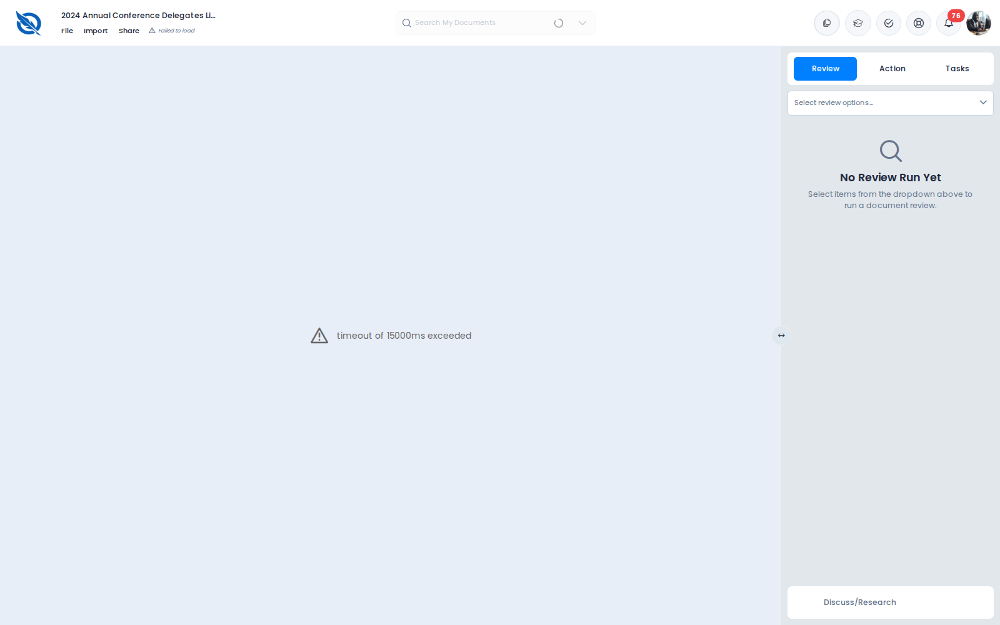 2024 Annual Conference Delegates Li...
File Import Share Failed to load
Search My Documents
76
Review Action Tasks
Select review options...
No Review Run Yet
Select items from the dropdown above to
run a document review.
timeout of 15000ms exceeded
Discuss/Research